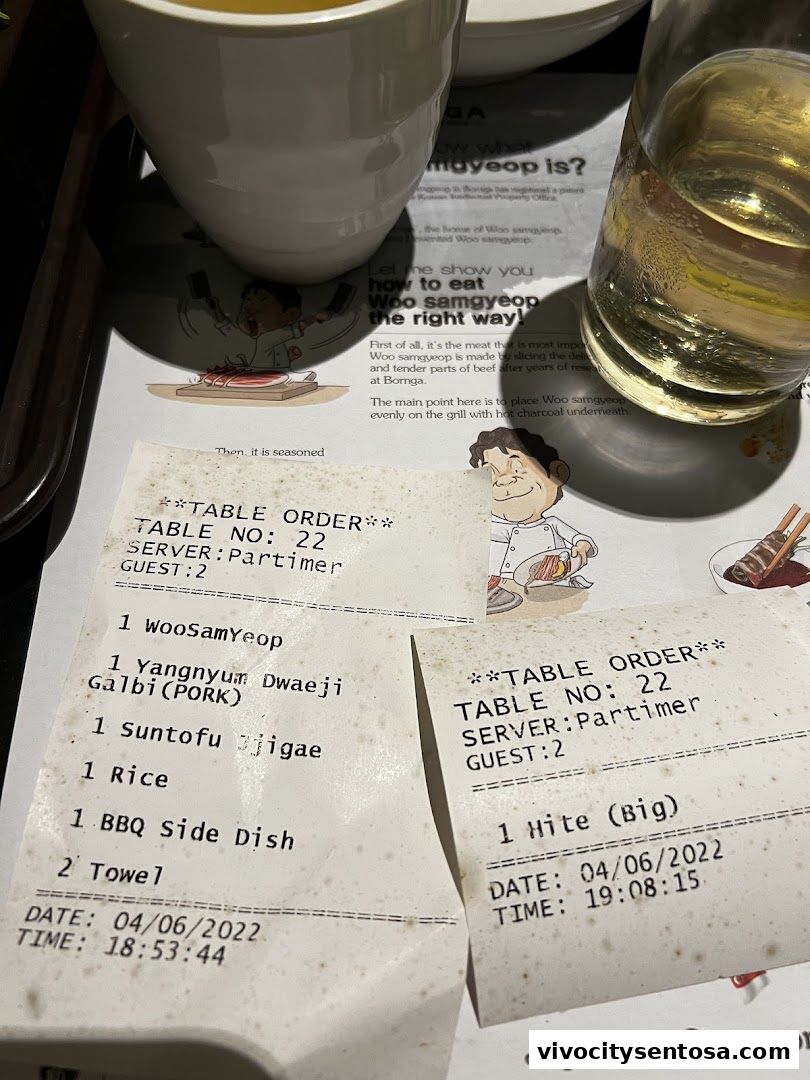 GA
ow what
mgyeop is?
Let me show you
how to eat
Woo samgyeop
the right way!
First of all, it's the meat that is most
Woo samgyeop is made by slicing the
and tender parts of beef after years of
at Bornga.
The main point here is to place Woo samgyeop
evenly on the grill with hot charcoal underneath.
Then, it is seasoned
**TABLE ORDER**
TABLE NO: 22
SERVER:Partimer
GUEST:2
1 WooSamYeop
1 Yangnyum Dwaeji
Galbi(PORK)
1 Suntofu Jjigae
1 Rice
1 BBQ Side Dish
2 Towel
DATE: 04/06/2022
TIME: 18:53:44
**TABLE ORDER**
TABLE NO: 22
SERVER:Partimer
GUEST:2
1 Hite (Big)
DATE: 04/06/2022
TIME: 19:08:15
vivocitysentosa.com